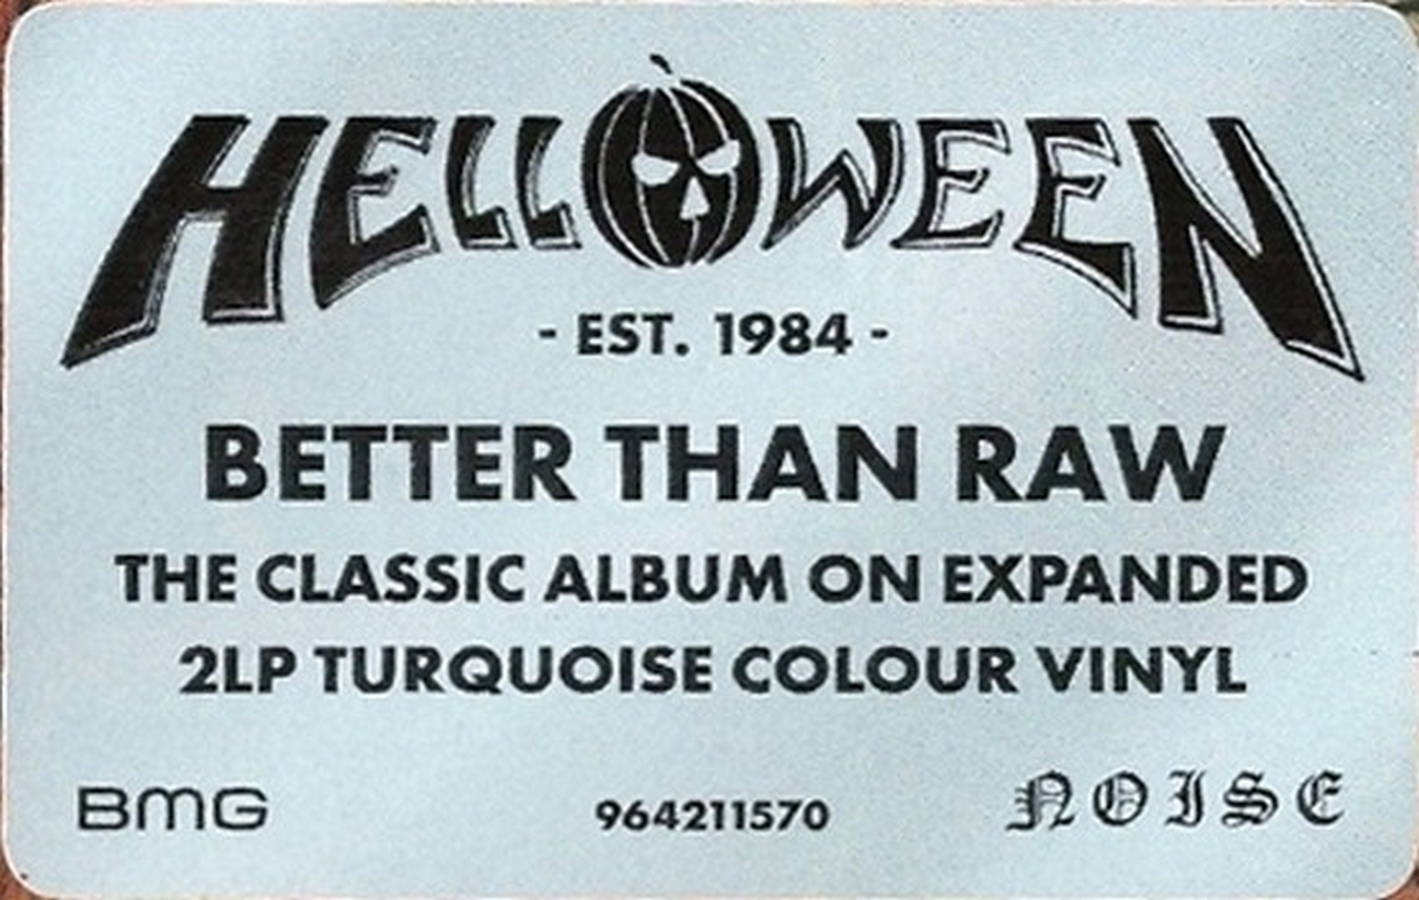 HELLOWEEN
- EST. 1984 -
BETTER THAN RAW
THE CLASSIC ALBUM ON EXPANDED
2LP TURQUOISE COLOUR VINYL
BMG 964211570 NOISE